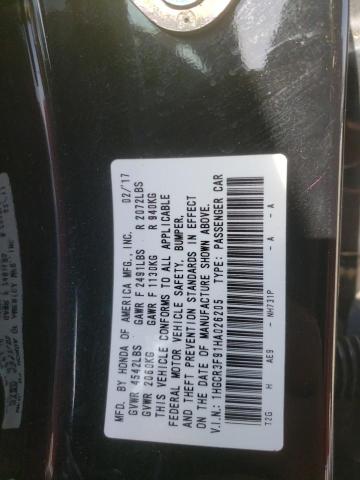 MFD. BY HONDA OF AMERICA MFG., INC. 02/'17
GVWR 4542LBS GAWR F 2491LBS R 2072LBS
GVWR 2060KG GAWR F 1130KG R 940KG
THIS VEHICLE CONFORMS TO ALL APPLICABLE
FEDERAL MOTOR VEHICLE SAFETY, BUMPER,
AND THEFT PREVENTION STANDARDS IN EFFECT
ON THE DATE OF MANUFACTURE SHOWN ABOVE.
V.I.N.: 1HGCR3F91HA026205 TYPE: PASSENGER CAR
T2G H AE9 - NH731P - A - A